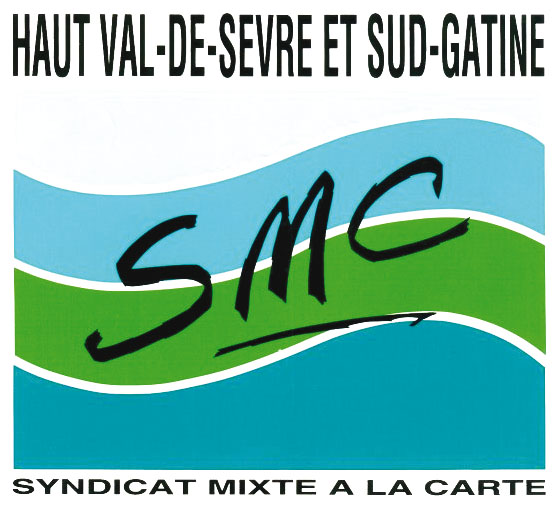 HAUT VAL-DE-SEVRE ET SUD-GATINE
SMC
SYNDICAT MIXTE A LA CARTE